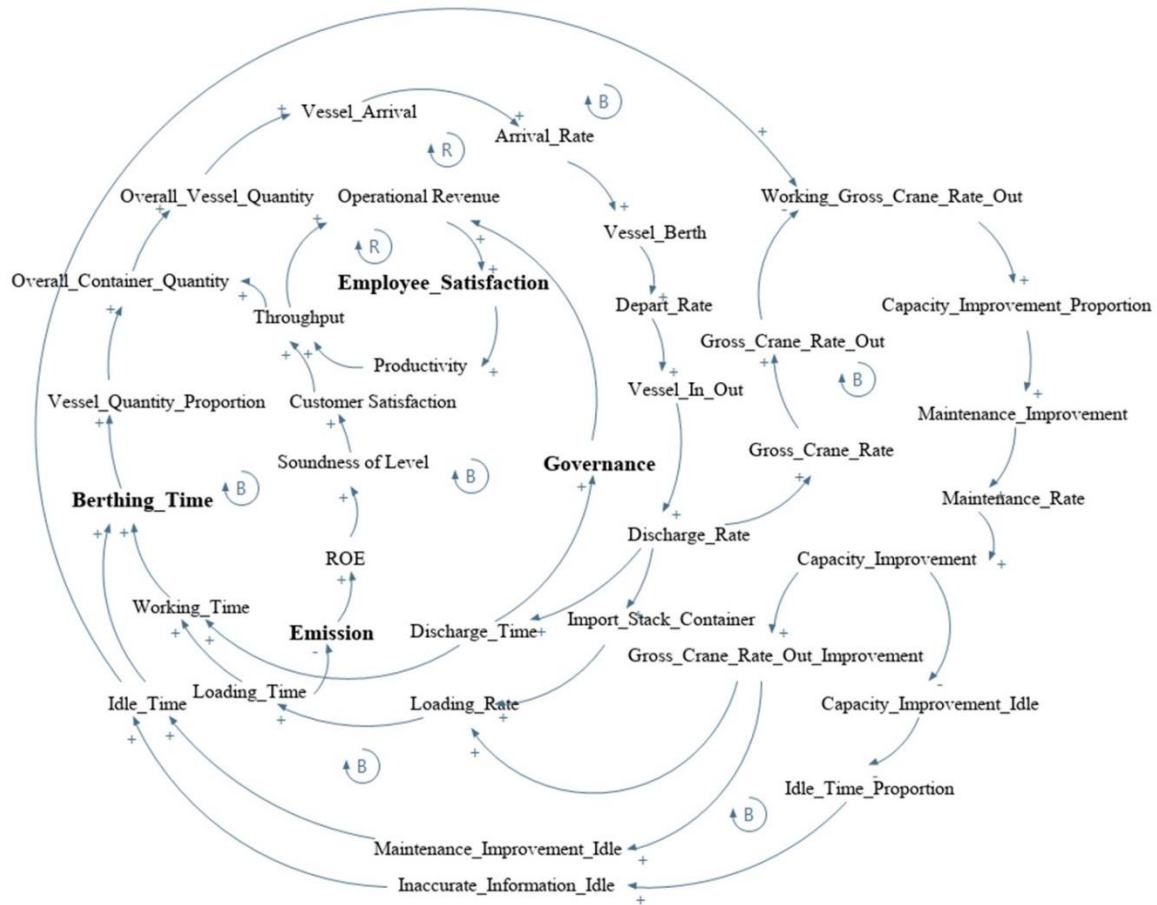 Vessel_Arrival
B
Arrival_Rate
R
Overall_Vessel_Quantity
Operational Revenue
Working_Gross_Crane_Rate_Out
Vessel_Berth
R
Overall_Container_Quantity
Employee_Satisfaction
Throughput
Depart_Rate
Capacity_Improvement_Proportion
Gross_Crane_Rate_Out
Productivity
B
Vessel_In_Out
Vessel_Quantity_Proportion
Customer Satisfaction
Maintenance_Improvement
Soundness of Level
Governance
Gross_Crane_Rate
B
B
Berthing_Time
Maintenance_Rate
Discharge_Rate
ROE
Capacity_Improvement
Working_Time
Emission
Discharge_Time
Import_Stack_Container
Gross_Crane_Rate_Out_Improvement
Idle_Time
Loading_Time
Loading_Rate
Capacity_Improvement_Idle
B
Idle_Time_Proportion
B
Maintenance_Improvement_Idle
Inaccurate_Information_Idle